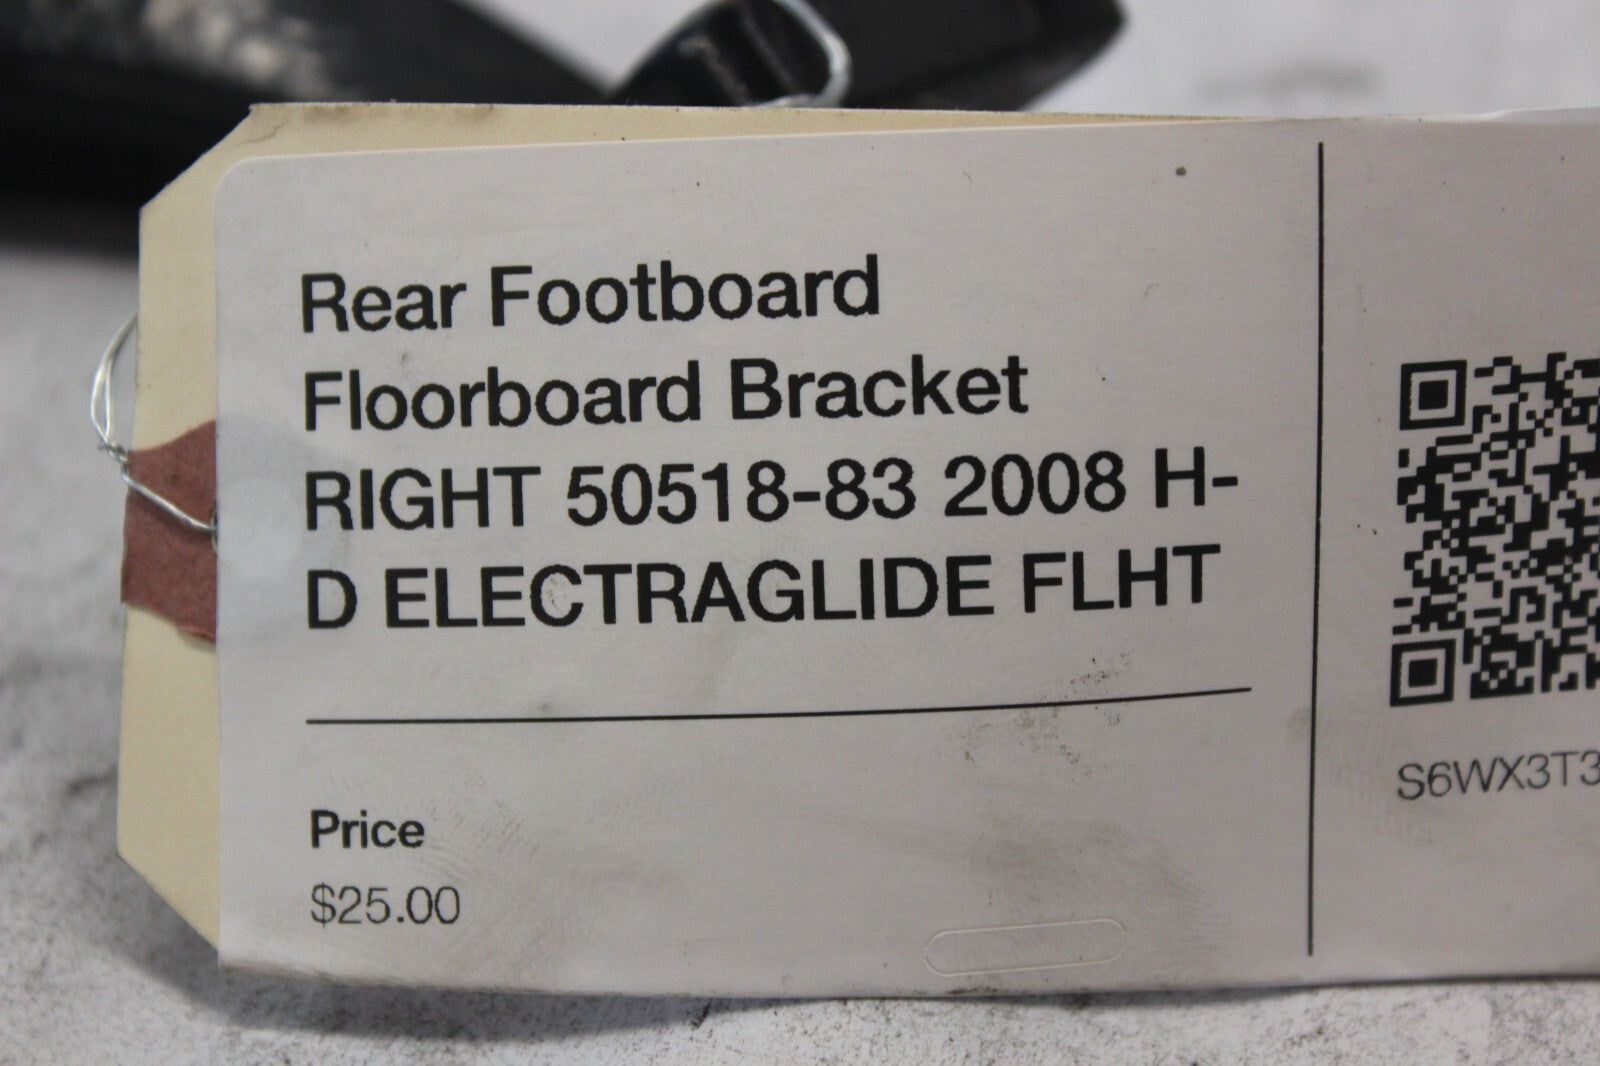 Rear Footboard
Floorboard Bracket
RIGHT 50518-83 2008 H-
D ELECTRAGLIDE FLHT
Price
$25.00
S6WX3T3